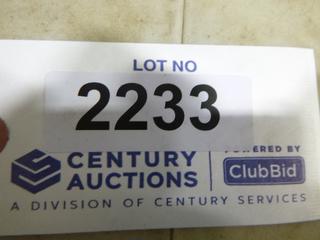 LOT NO
2233
CENTURY AUCTIONS
POWERED BY
ClubBid
A DIVISION OF CENTURY SERVICES